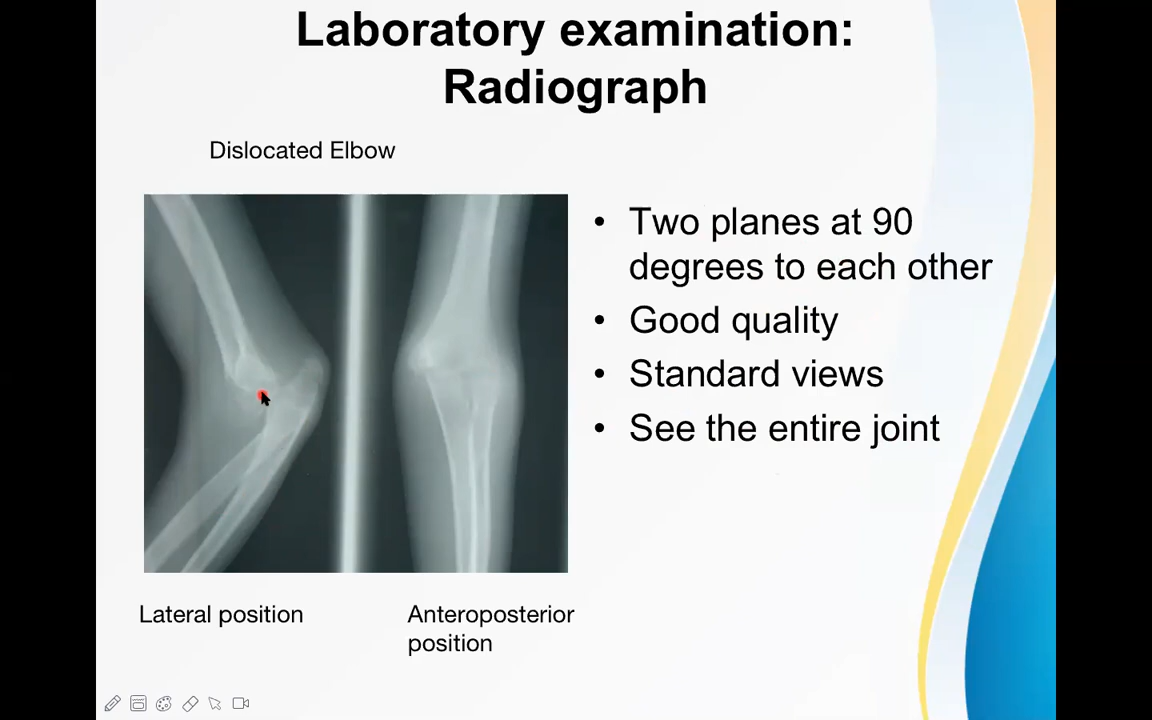 Laboratory examination:
Radiograph
Dislocated Elbow
• Two planes at 90
degrees to each other
• Good quality
• Standard views
• See the entire joint
Lateral position
Anteroposterior
position